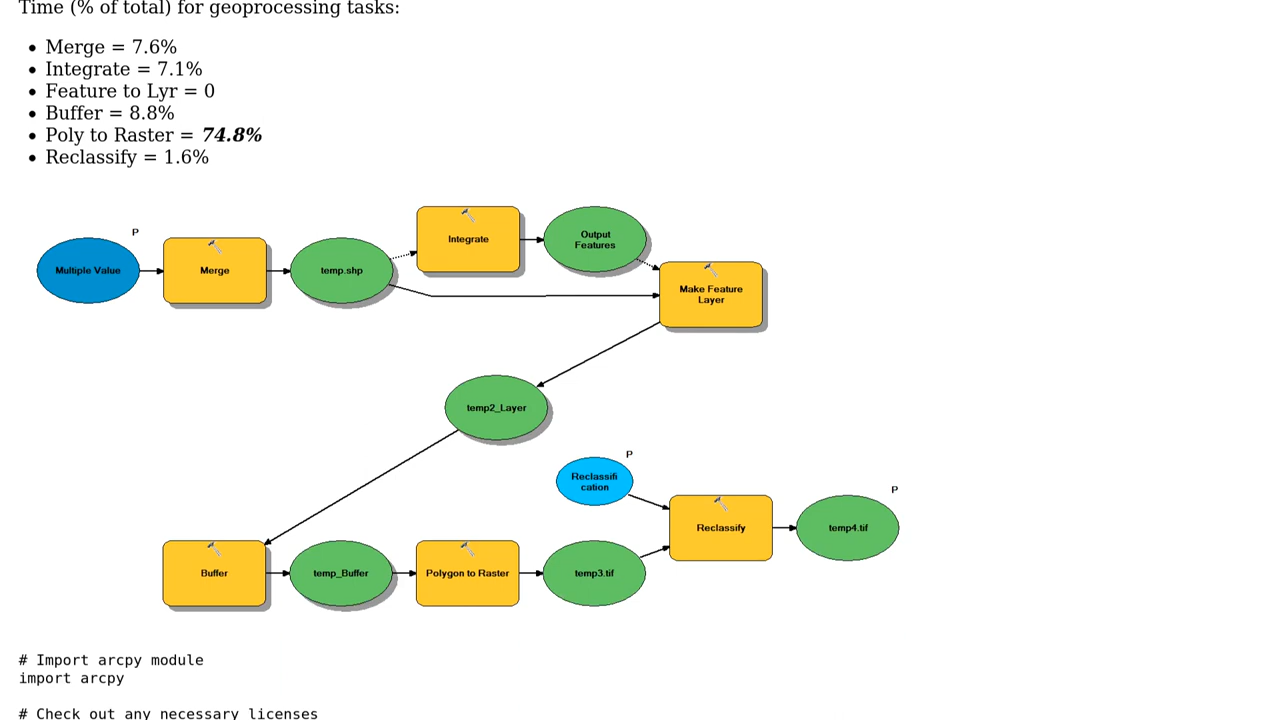 Time (% of total) for geoprocessing tasks:
• Merge = 7.6%
• Integrate = 7.1%
• Feature to Lyr = 0
• Buffer = 8.8%
• Poly to Raster = 74.8%
• Reclassify = 1.6%
P
Multiple Value
Merge
temp.shp
Integrate
Output
Features
Make Feature
Layer
temp2_Layer
P
Reclassifi
cation
Reclassify
P
temp4.tif
Buffer
temp_Buffer
Polygon to Raster
temp3.tif
# Import arcpy module
import arcpy
# Check out any necessary licenses